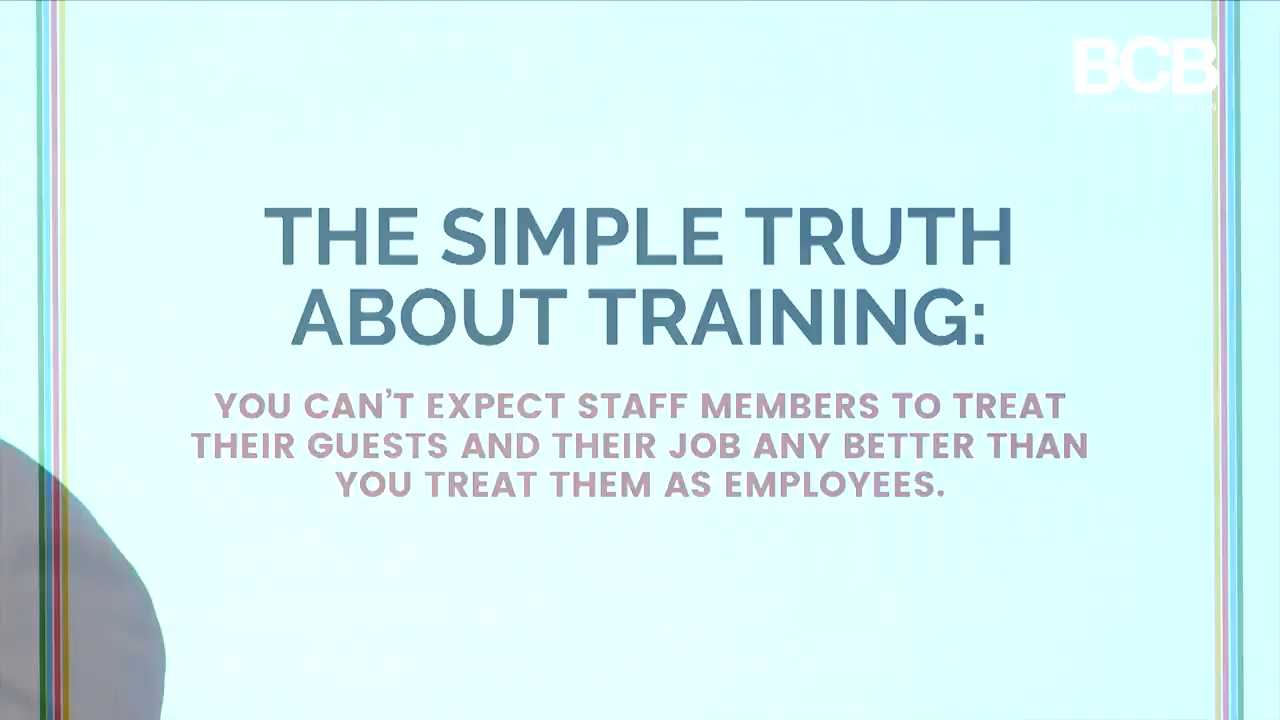 BCB
THE SIMPLE TRUTH
ABOUT TRAINING:
YOU CAN'T EXPECT STAFF MEMBERS TO TREAT
THEIR GUESTS AND THEIR JOB ANY BETTER THAN
YOU TREAT THEM AS EMPLOYEES.